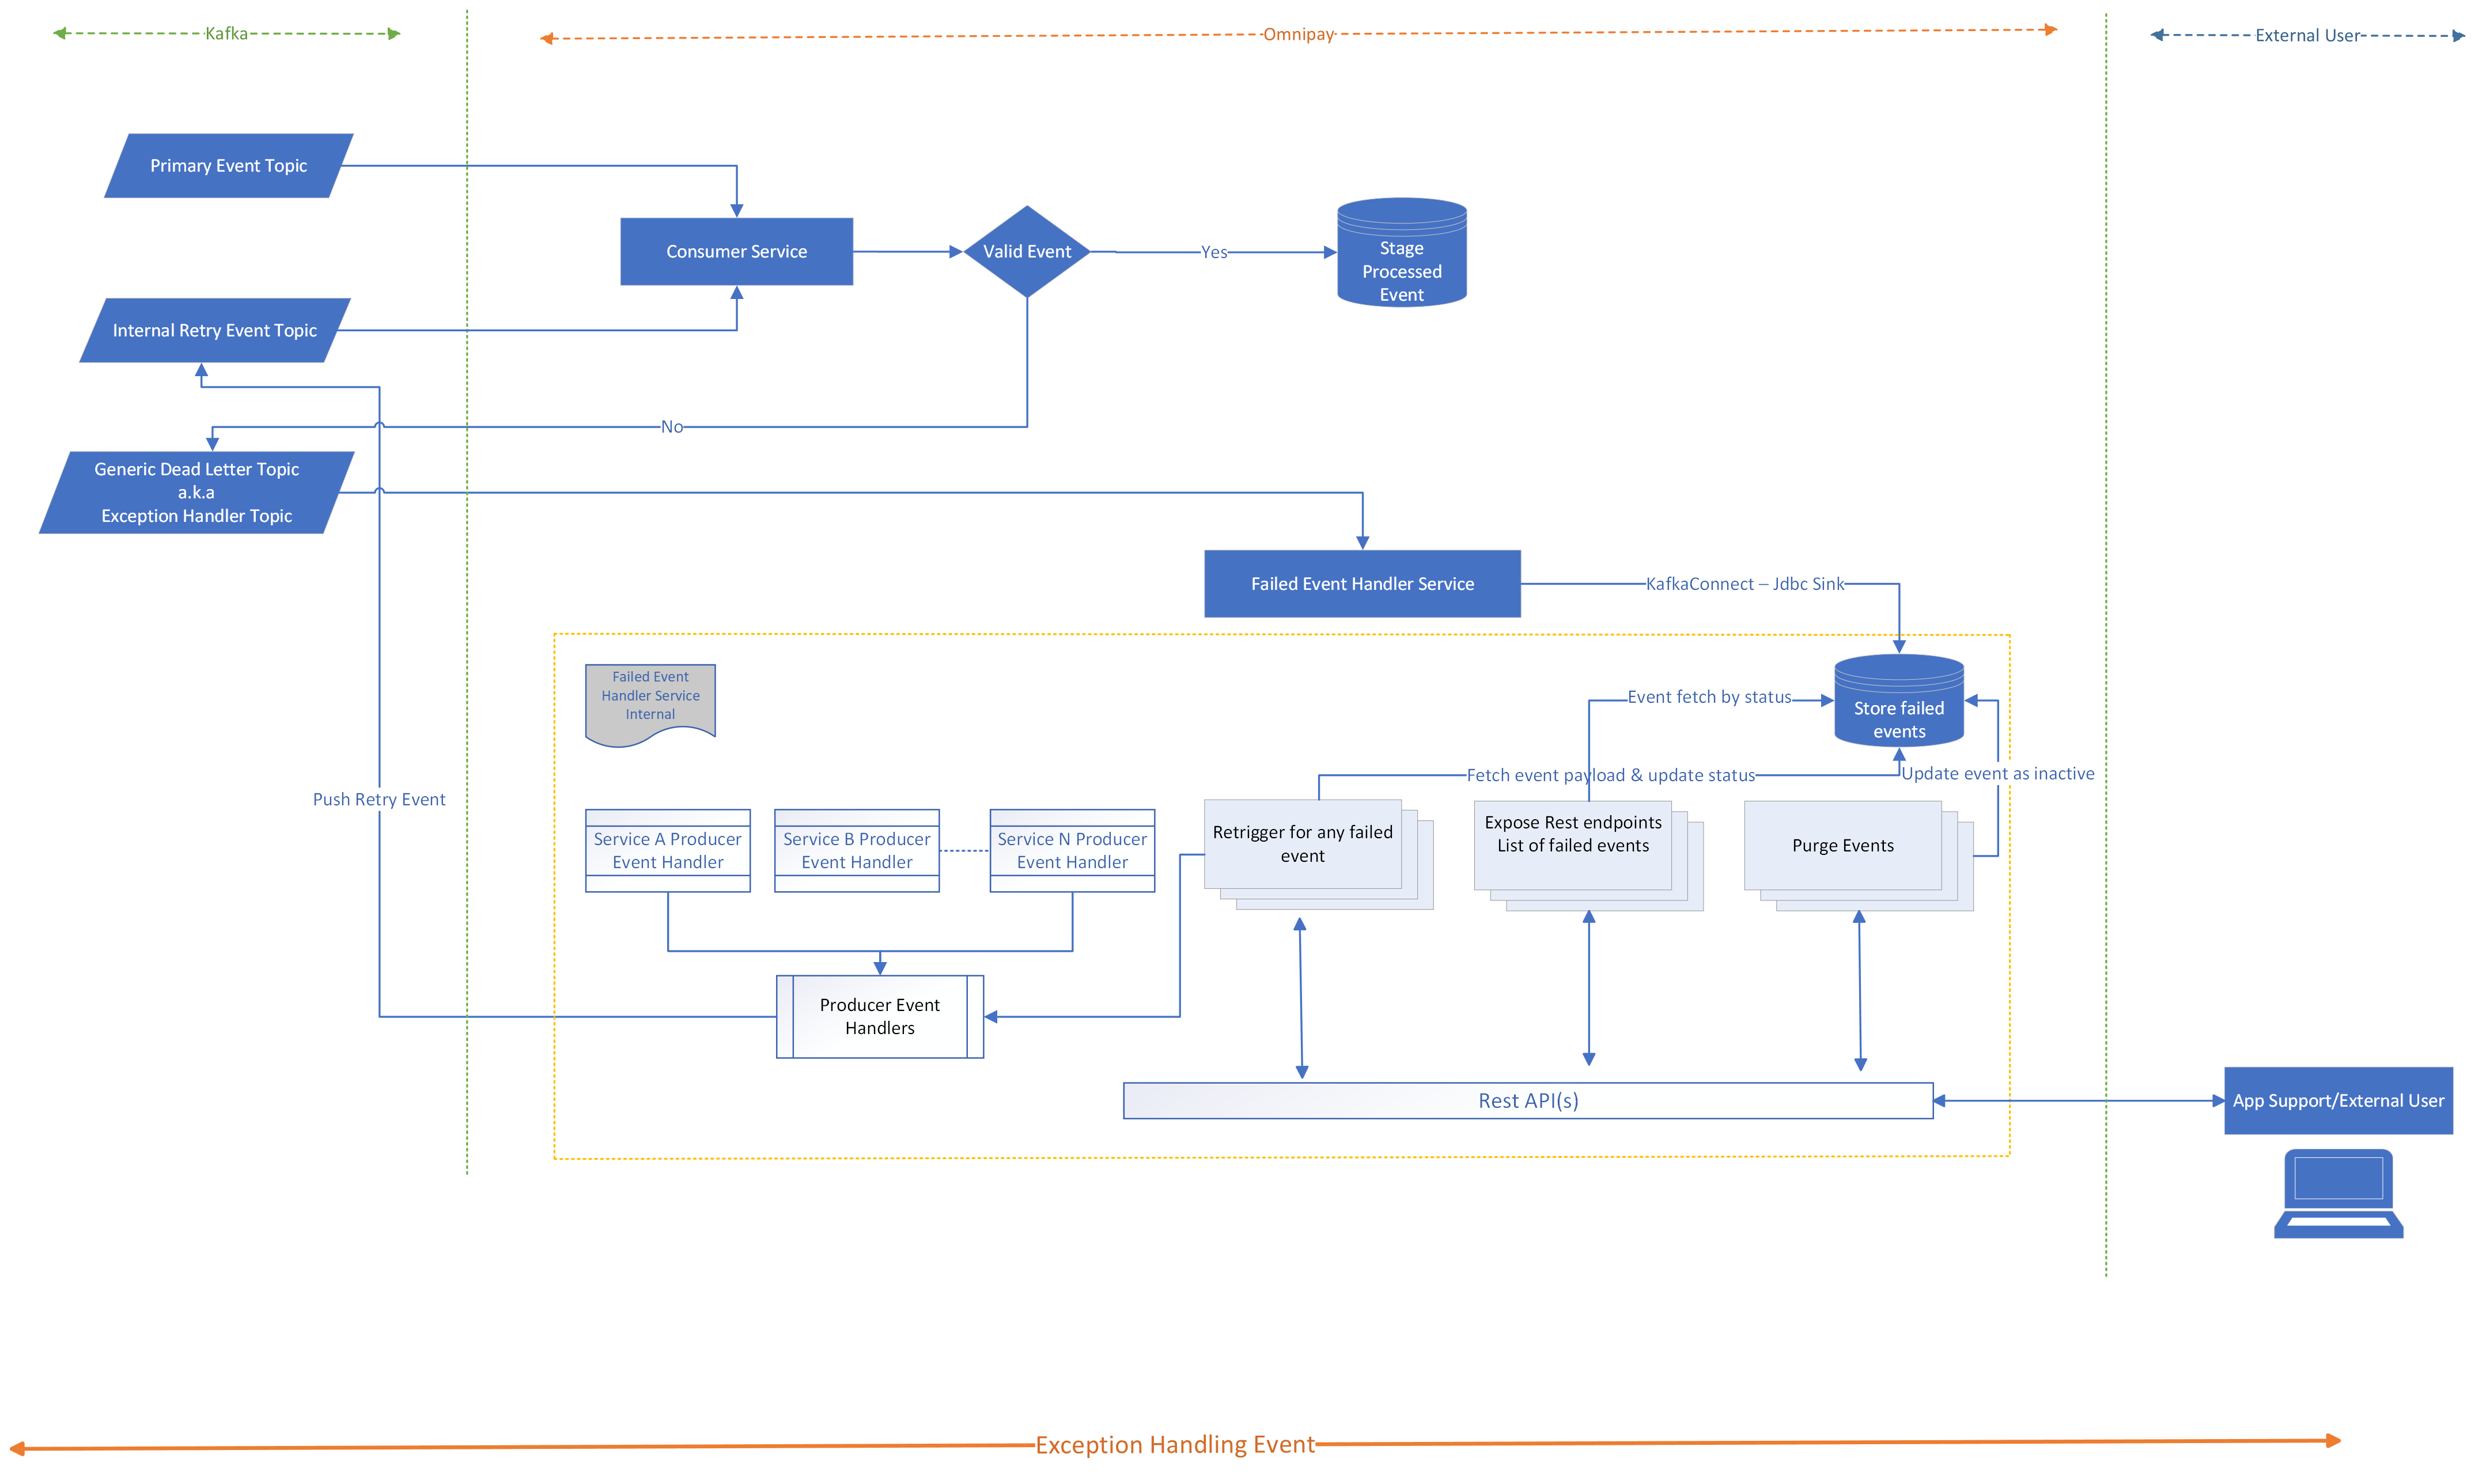 Kafka
Omnipay
External User
Primary Event Topic
Consumer Service
Valid Event
Yes
Stage
Processed
Event
Internal Retry Event Topic
No
Generic Dead Letter Topic
a.k.a
Exception Handler Topic
Failed Event Handler Service
KafkaConnect – Jdbc Sink
Failed Event
Handler Service
Internal
Event fetch by status
Store failed
events
Fetch event payload & update status
Update event as inactive
Push Retry Event
Service A Producer
Event Handler
Service B Producer
Event Handler
Service N Producer
Event Handler
Retrigger for any failed
event
Expose Rest endpoints
List of failed events
Purge Events
Producer Event
Handlers
Rest API(s)
App Support/External User
Exception Handling Event